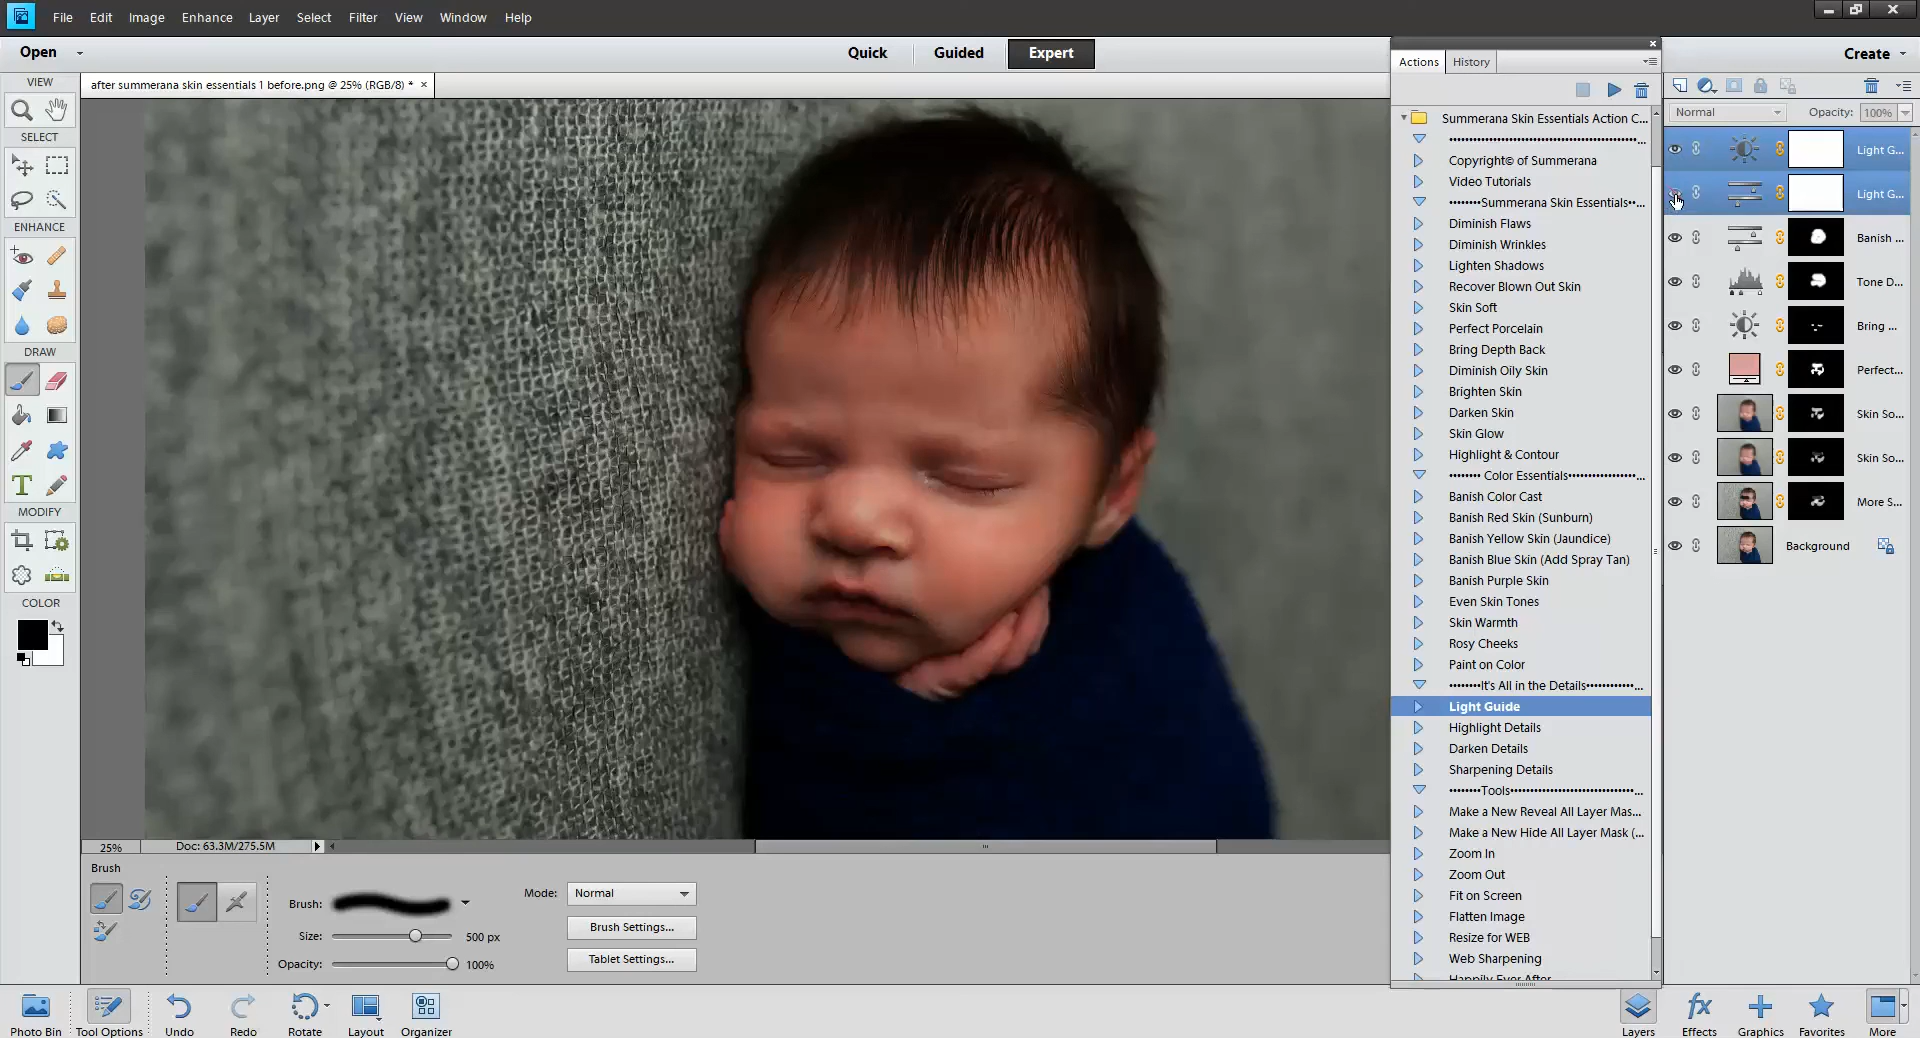 File Edit Image Enhance Layer Select Filter View Window Help
Open
Quick Guided Expert
Create
VIEW
after summerana skin essentials 1 before.png @ 25% (RGB/8) * ×
SELECT
ENHANCE
DRAW
MODIFY
COLOR
25% Doc: 63.3M/275.5M
Brush
Brush:
Size: 500 px
Opacity: 100%
Mode: Normal
Brush Settings...
Tablet Settings...
Actions History
Summerana Skin Essentials Action C...
Copyright© of Summerana
Video Tutorials
········Summerana Skin Essentials··...
Diminish Flaws
Diminish Wrinkles
Lighten Shadows
Recover Blown Out Skin
Skin Soft
Perfect Porcelain
Bring Depth Back
Diminish Oily Skin
Brighten Skin
Darken Skin
Skin Glow
Highlight & Contour
········ Color Essentials················...
Banish Color Cast
Banish Red Skin (Sunburn)
Banish Yellow Skin (Jaundice)
Banish Blue Skin (Add Spray Tan)
Banish Purple Skin
Even Skin Tones
Skin Warmth
Rosy Cheeks
Paint on Color
········It's All in the Details············...
Light Guide
Highlight Details
Darken Details
Sharpening Details
········Tools······························...
Make a New Reveal All Layer Mas...
Make a New Hide All Layer Mask (...
Zoom In
Zoom Out
Fit on Screen
Flatten Image
Resize for WEB
Web Sharpening
Happily Ever After
Normal Opacity: 100%
Light G...
Light G...
Banish ...
Tone D...
Bring ...
Perfect...
Skin So...
Skin So...
More S...
Background
Photo Bin Tool Options Undo Redo Rotate Layout Organizer
Layers Effects Graphics Favorites More